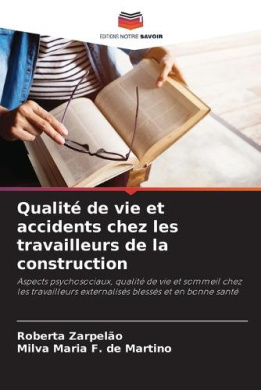 EDITIONS NOTRE SAVOIR
Qualité de vie et
accidents chez les
travailleurs de la
construction
Aspects psychosociaux, qualité de vie et sommeil chez
les travailleurs externalisés blessés et en bonne santé
Roberta Zarpelão
Milva Maria F. de Martino